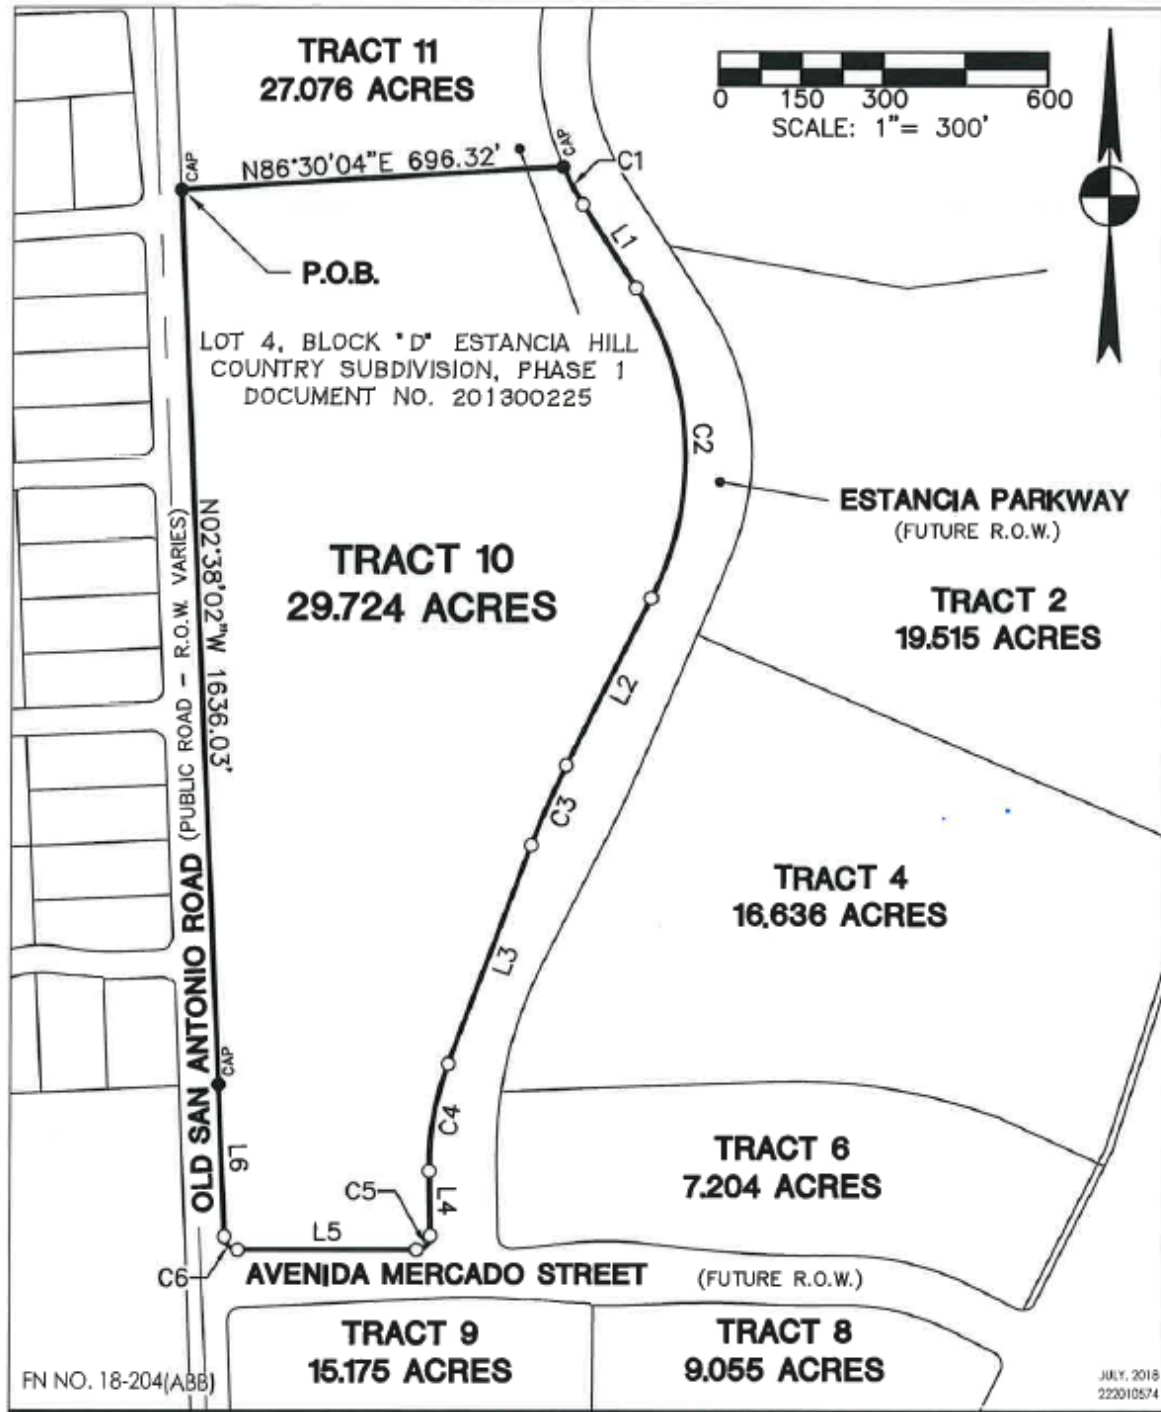 TRACT 11
27.076 ACRES
0 150 300 600
SCALE: 1"= 300'
CAP
N86°30'04"E 696.32'
CAP
C1
L1
P.O.B.
LOT 4, BLOCK "D" ESTANCIA HILL
COUNTRY SUBDIVISION, PHASE 1
DOCUMENT NO. 201300225
C2
ESTANCIA PARKWAY
(FUTURE R.O.W.)
TRACT 10
29.724 ACRES
TRACT 2
19.515 ACRES
N02°38'02"W 1636.03'
OLD SAN ANTONIO ROAD (PUBLIC ROAD - R.O.W. VARIES)
L2
C3
TRACT 4
16.636 ACRES
L3
CAP
C4
L6
TRACT 6
7.204 ACRES
C5
L4
L5
C6
AVENIDA MERCADO STREET (FUTURE R.O.W.)
TRACT 9
15.175 ACRES
TRACT 8
9.055 ACRES
FN NO. 18-204(ABB)
JULY, 2018
222010574